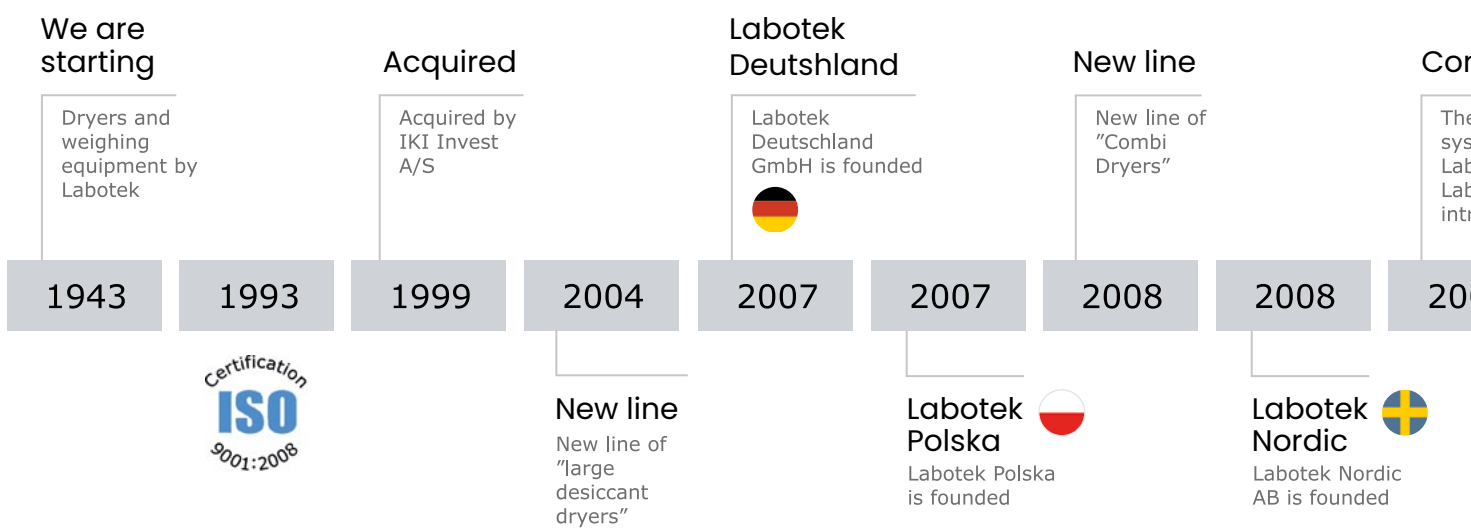 We are
starting
Dryers and
weighing
equipment by
Labotek
Acquired
Acquired by
IKI Invest
A/S
Labotek
Deutshland
Labotek
Deutschland
GmbH is founded
New line
New line of
”Combi
Dryers”
1943
1993
1999
2004
2007
2007
2008
2008
Certification
ISO
9001:2008
New line
New line of
”large
desiccant
dryers”
Labotek
Polska
Labotek Polska
is founded
Labotek
Nordic
Labotek Nordic
AB is founded